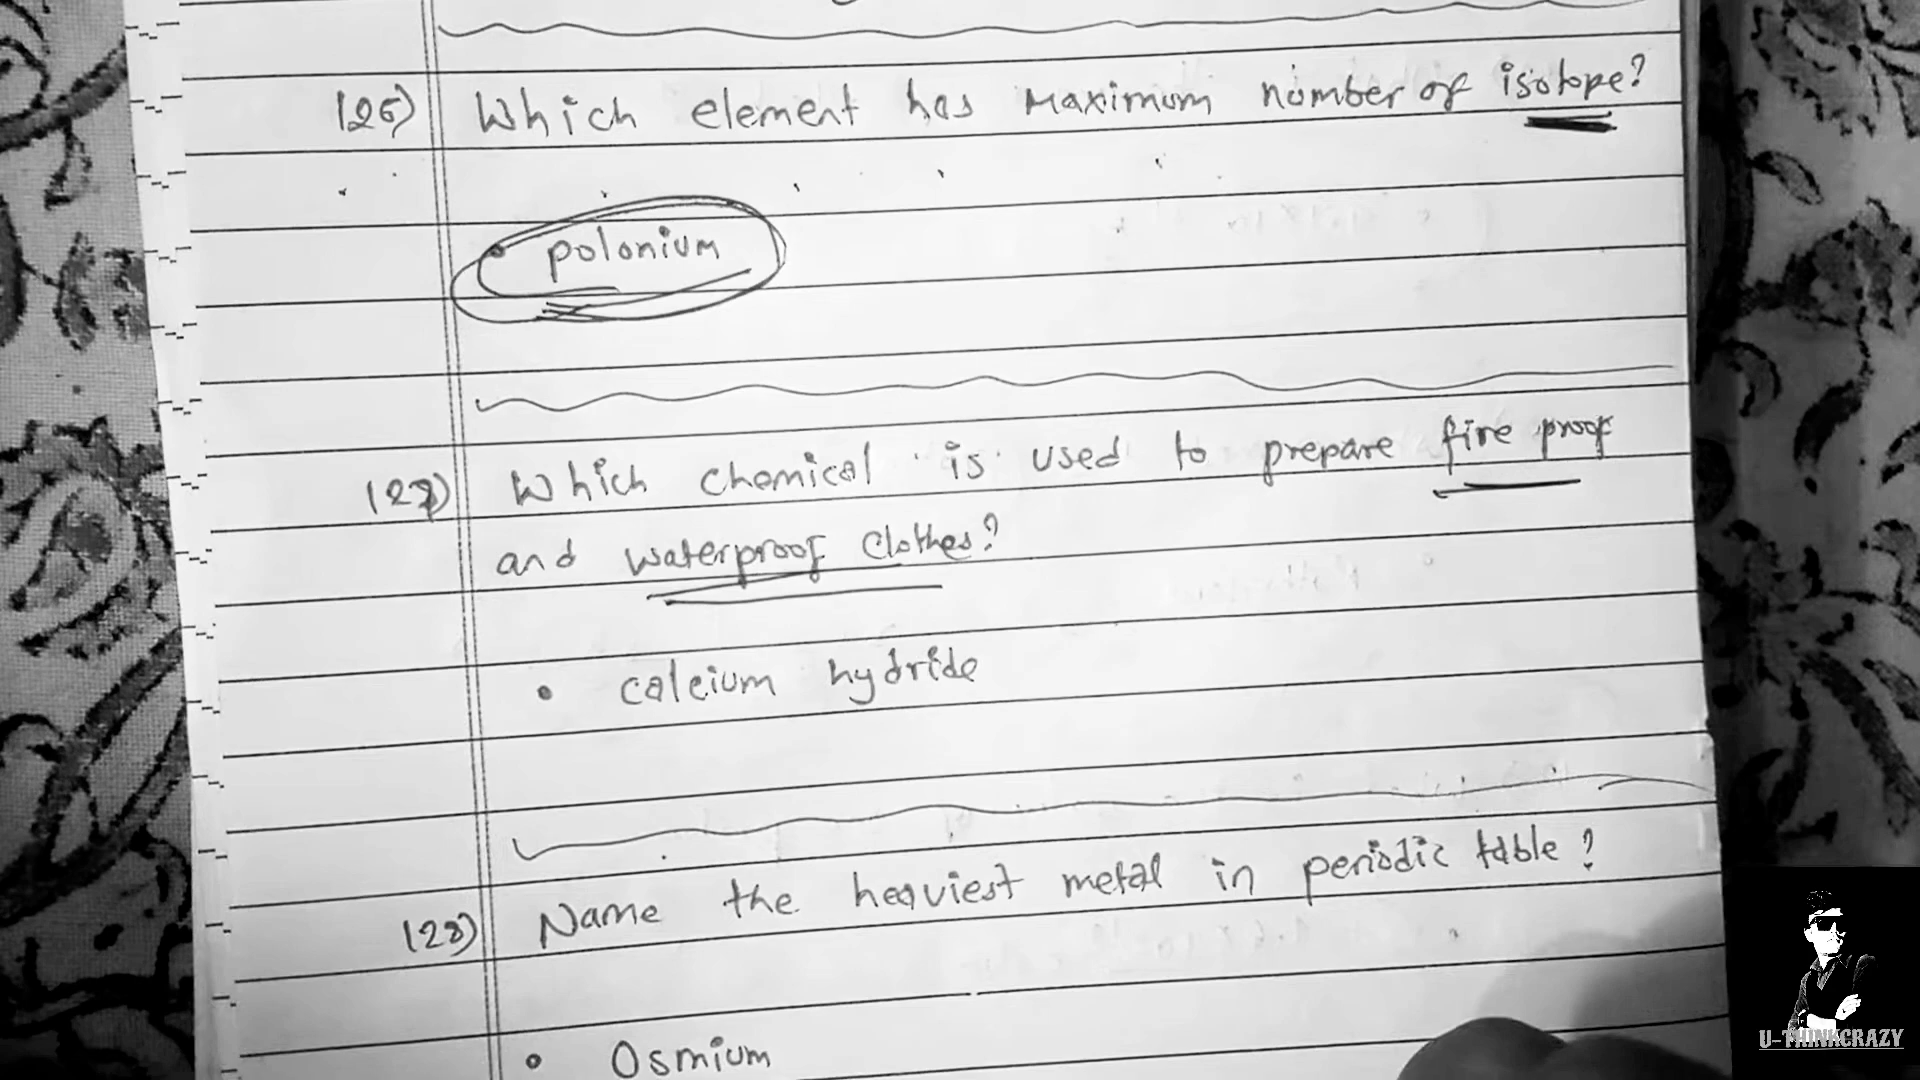 126) Which element has maximum number of isotope?
polonium
127) Which chemical is used to prepare fire proof
and waterproof clothes?
• calcium hydride
128) Name the heaviest metal in periodic table?
• Osmium
U-THINKCRAZY